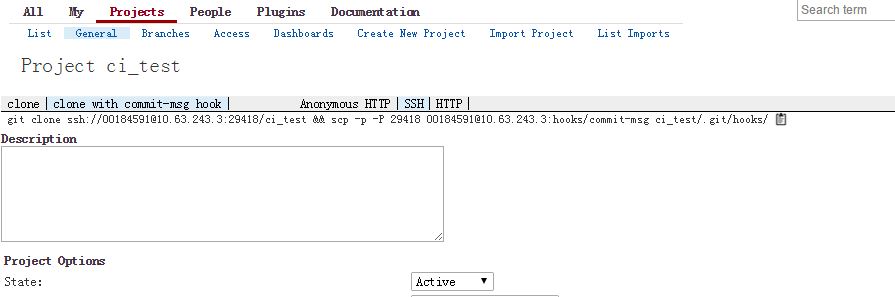 All My Projects People Plugins Documentation Search term
List General Branches Access Dashboards Create New Project Import Project List Imports
Project ci_test
clone clone with commit-msg hook Anonymous HTTP SSH HTTP
git clone ssh://00184591@10.63.243.3:29418/ci_test && scp -p -P 29418 00184591@10.63.243.3:hooks/commit-msg ci_test/.git/hooks/
Description
Project Options
State: Active